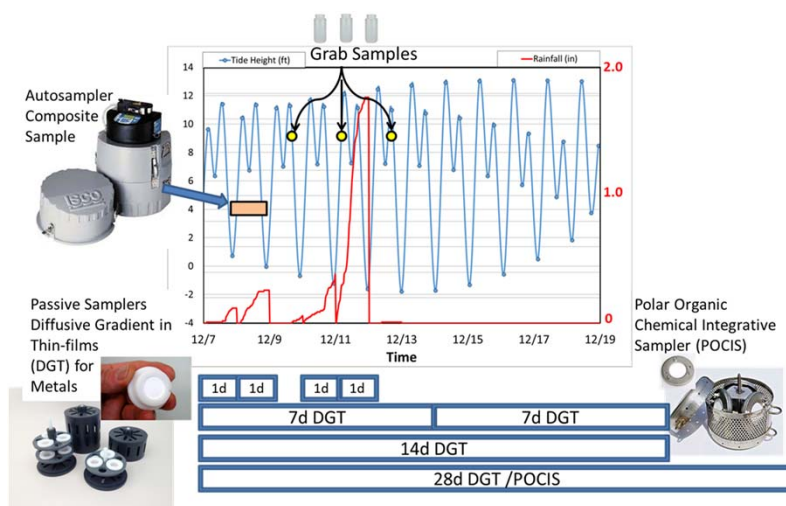 Tide Height (ft)
Grab Samples
Rainfall (in)
Autosampler
Composite
Sample
ISCO
14
12
10
8
6
4
2
0
-2
-4
2.0
1.0
0
12/7
12/9
12/11
12/13
12/15
12/17
12/19
Time
Passive Samplers
Diffusive Gradient in
Thin-films
(DGT) for
Metals
Polar Organic
Chemical Integrative
Sampler (POCIS)
1d 1d 1d 1d
7d DGT 7d DGT
14d DGT
28d DGT /POCIS